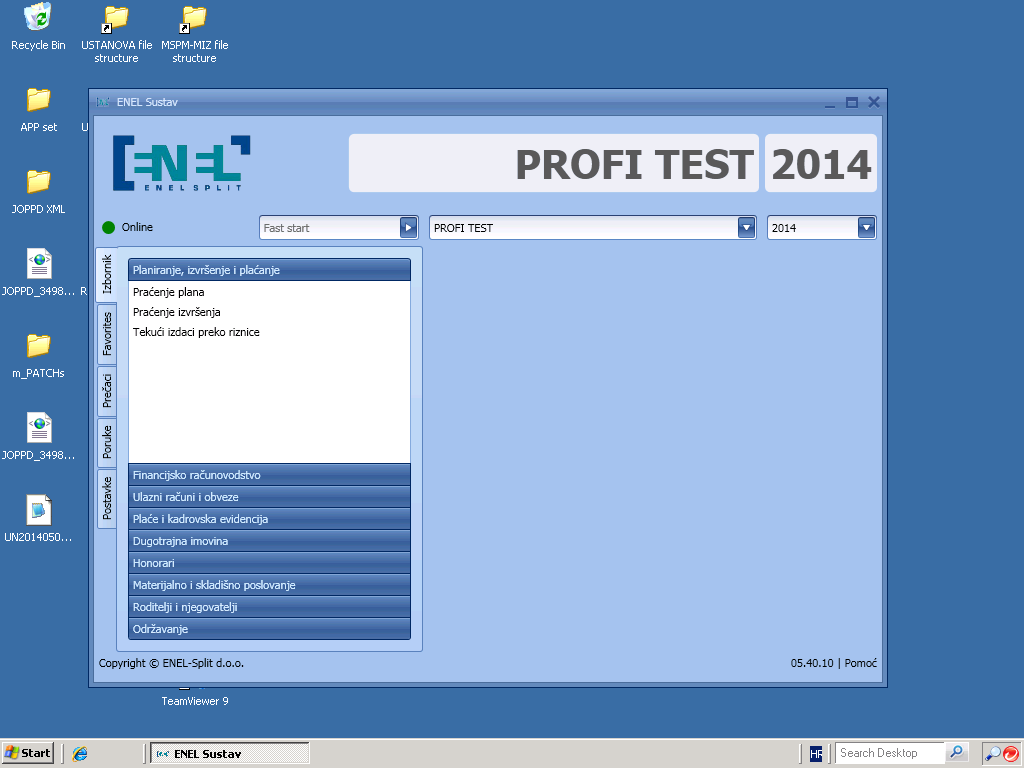 Recycle Bin
USTANOVA file structure
MSPM-MIZ file structure
APP set
U
JOPPD XML
JOPPD_3498...
R
m_PATCHs
JOPPD_3498...
UN2014050...
TeamViewer 9
ENEL Sustav
ENEL
ENEL SPLIT
PROFI TEST
2014
Online
Fast start
PROFI TEST
2014
Izbornik
Favorites
Prečaci
Poruke
Postavke
Planiranje, izvršenje i plaćanje
Praćenje plana
Praćenje izvršenja
Tekući izdaci preko riznice
Financijsko računovodstvo
Ulazni računi i obveze
Plaće i kadrovska evidencija
Dugotrajna imovina
Honorari
Materijalno i skladišno poslovanje
Roditelji i njegovatelji
Održavanje
Copyright © ENEL-Split d.o.o.
05.40.10 | Pomoć
Start
ENEL Sustav
HR
Search Desktop